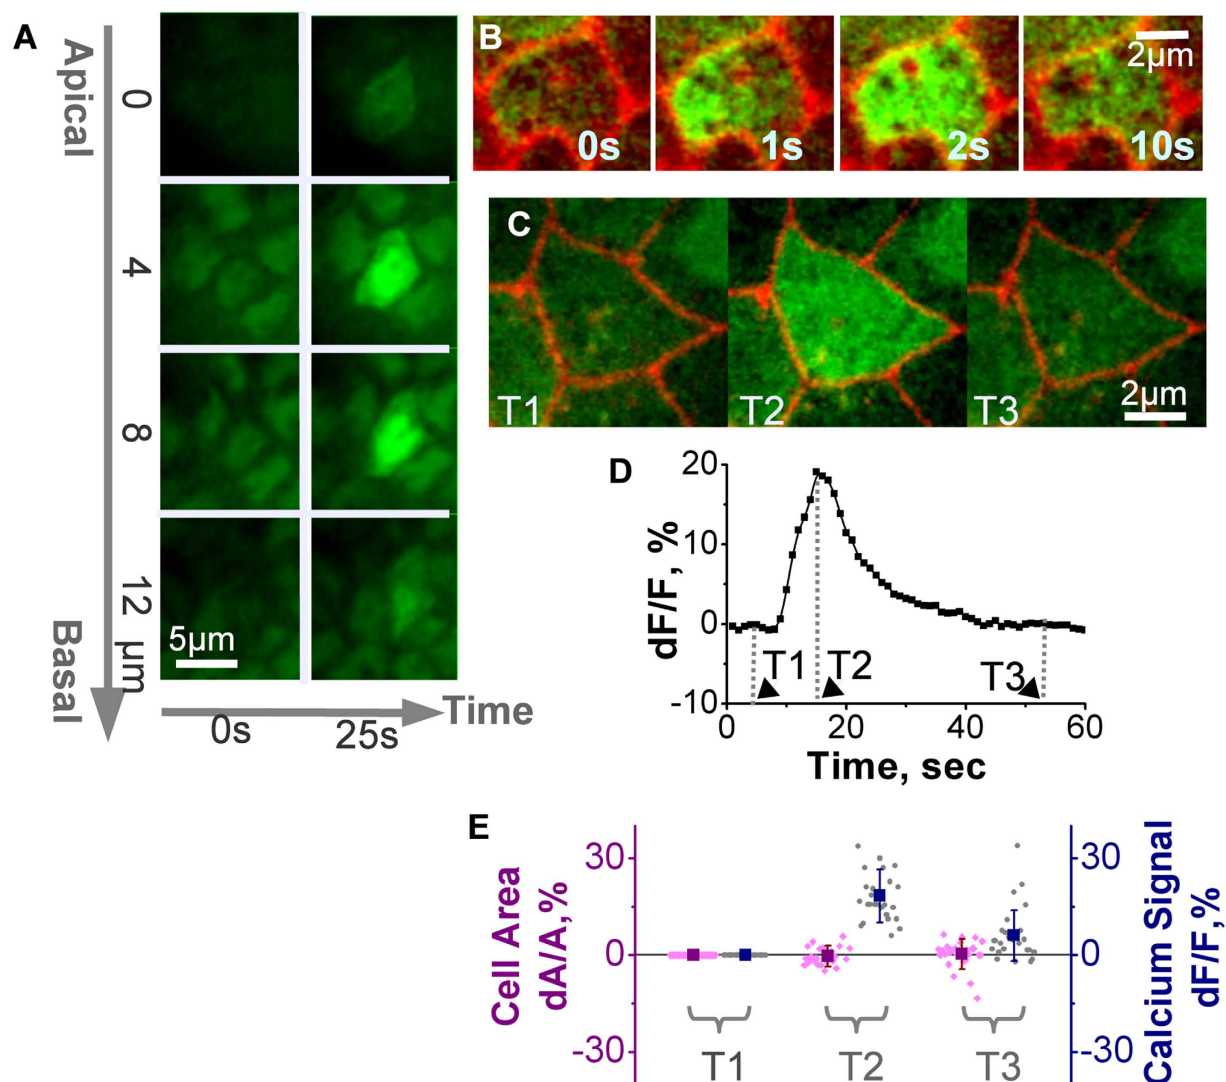 A
Apical
0
4
8
12 µm
Basal
5µm
0s
25s
Time
B
2µm
0s
1s
2s
10s
C
T1
T2
T3
2µm
D
dF/F, %
20
10
0
-10
T1
T2
T3
0
20
40
60
Time, sec
E
Cell Area
dA/A,%
30
0
-30
T1
T2
T3
30
0
-30
Calcium Signal
dF/F,%